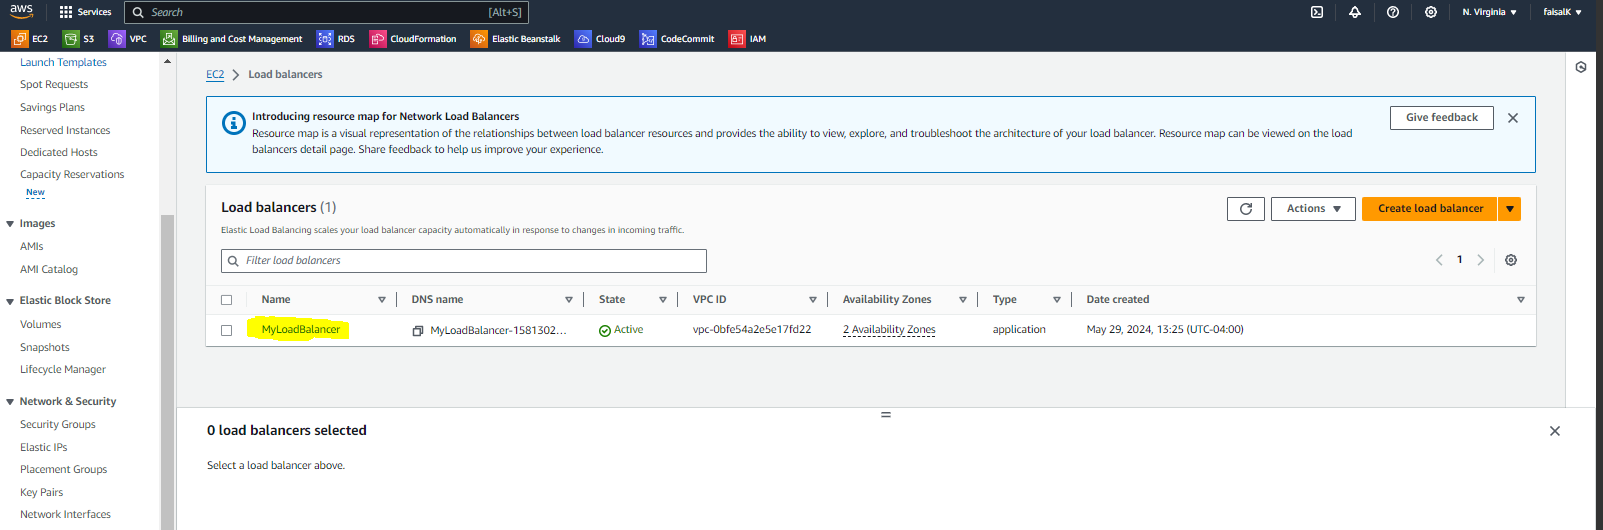 aws Services Search [Alt+S] N. Virginia faisalK
EC2 S3 VPC Billing and Cost Management RDS CloudFormation Elastic Beanstalk Cloud9 CodeCommit IAM
Launch Templates
Spot Requests
Savings Plans
Reserved Instances
Dedicated Hosts
Capacity Reservations
New
Images
AMIs
AMI Catalog
Elastic Block Store
Volumes
Snapshots
Lifecycle Manager
Network & Security
Security Groups
Elastic IPs
Placement Groups
Key Pairs
Network Interfaces
EC2 > Load balancers
Introducing resource map for Network Load Balancers
Resource map is a visual representation of the relationships between load balancer resources and provides the ability to view, explore, and troubleshoot the architecture of your load balancer. Resource map can be viewed on the load
balancers detail page. Share feedback to help us improve your experience.
Give feedback
Load balancers (1)
Actions
Create load balancer
Elastic Load Balancing scales your load balancer capacity automatically in response to changes in incoming traffic.
Filter load balancers
1
Name DNS name State VPC ID Availability Zones Type Date created
MyLoadBalancer MyLoadBalancer-1581302... Active vpc-0bfe54a2e5e17fd22 2 Availability Zones application May 29, 2024, 13:25 (UTC-04:00)
0 load balancers selected
Select a load balancer above.